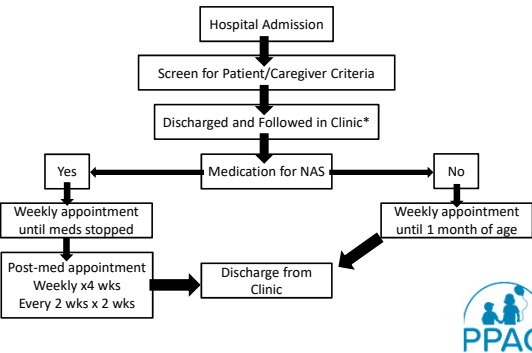 Hospital Admission
Screen for Patient/Caregiver Criteria
Discharged and Followed in Clinic*
Yes
Medication for NAS
No
Weekly appointment
until meds stopped
Weekly appointment
until 1 month of age
Post-med appointment
Weekly x4 wks
Every 2 wks x 2 wks
Discharge from
Clinic